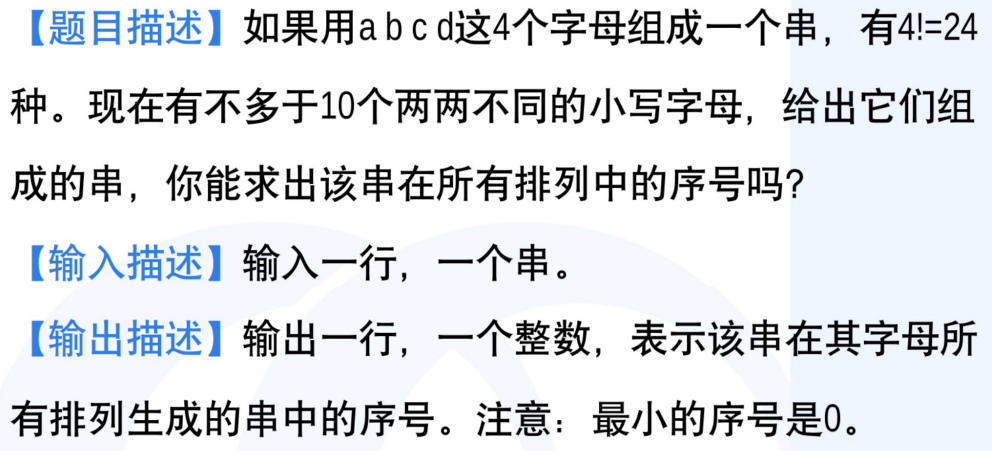 【题目描述】如果用a b c d这4个字母组成一个串，有4!=24
种。现在有不多于10个两两不同的小写字母，给出它们组
成的串，你能求出该串在所有排列中的序号吗?
【输入描述】输入一行，一个串。
【输出描述】输出一行，一个整数，表示该串在其字母所
有排列生成的串中的序号。注意：最小的序号是0。